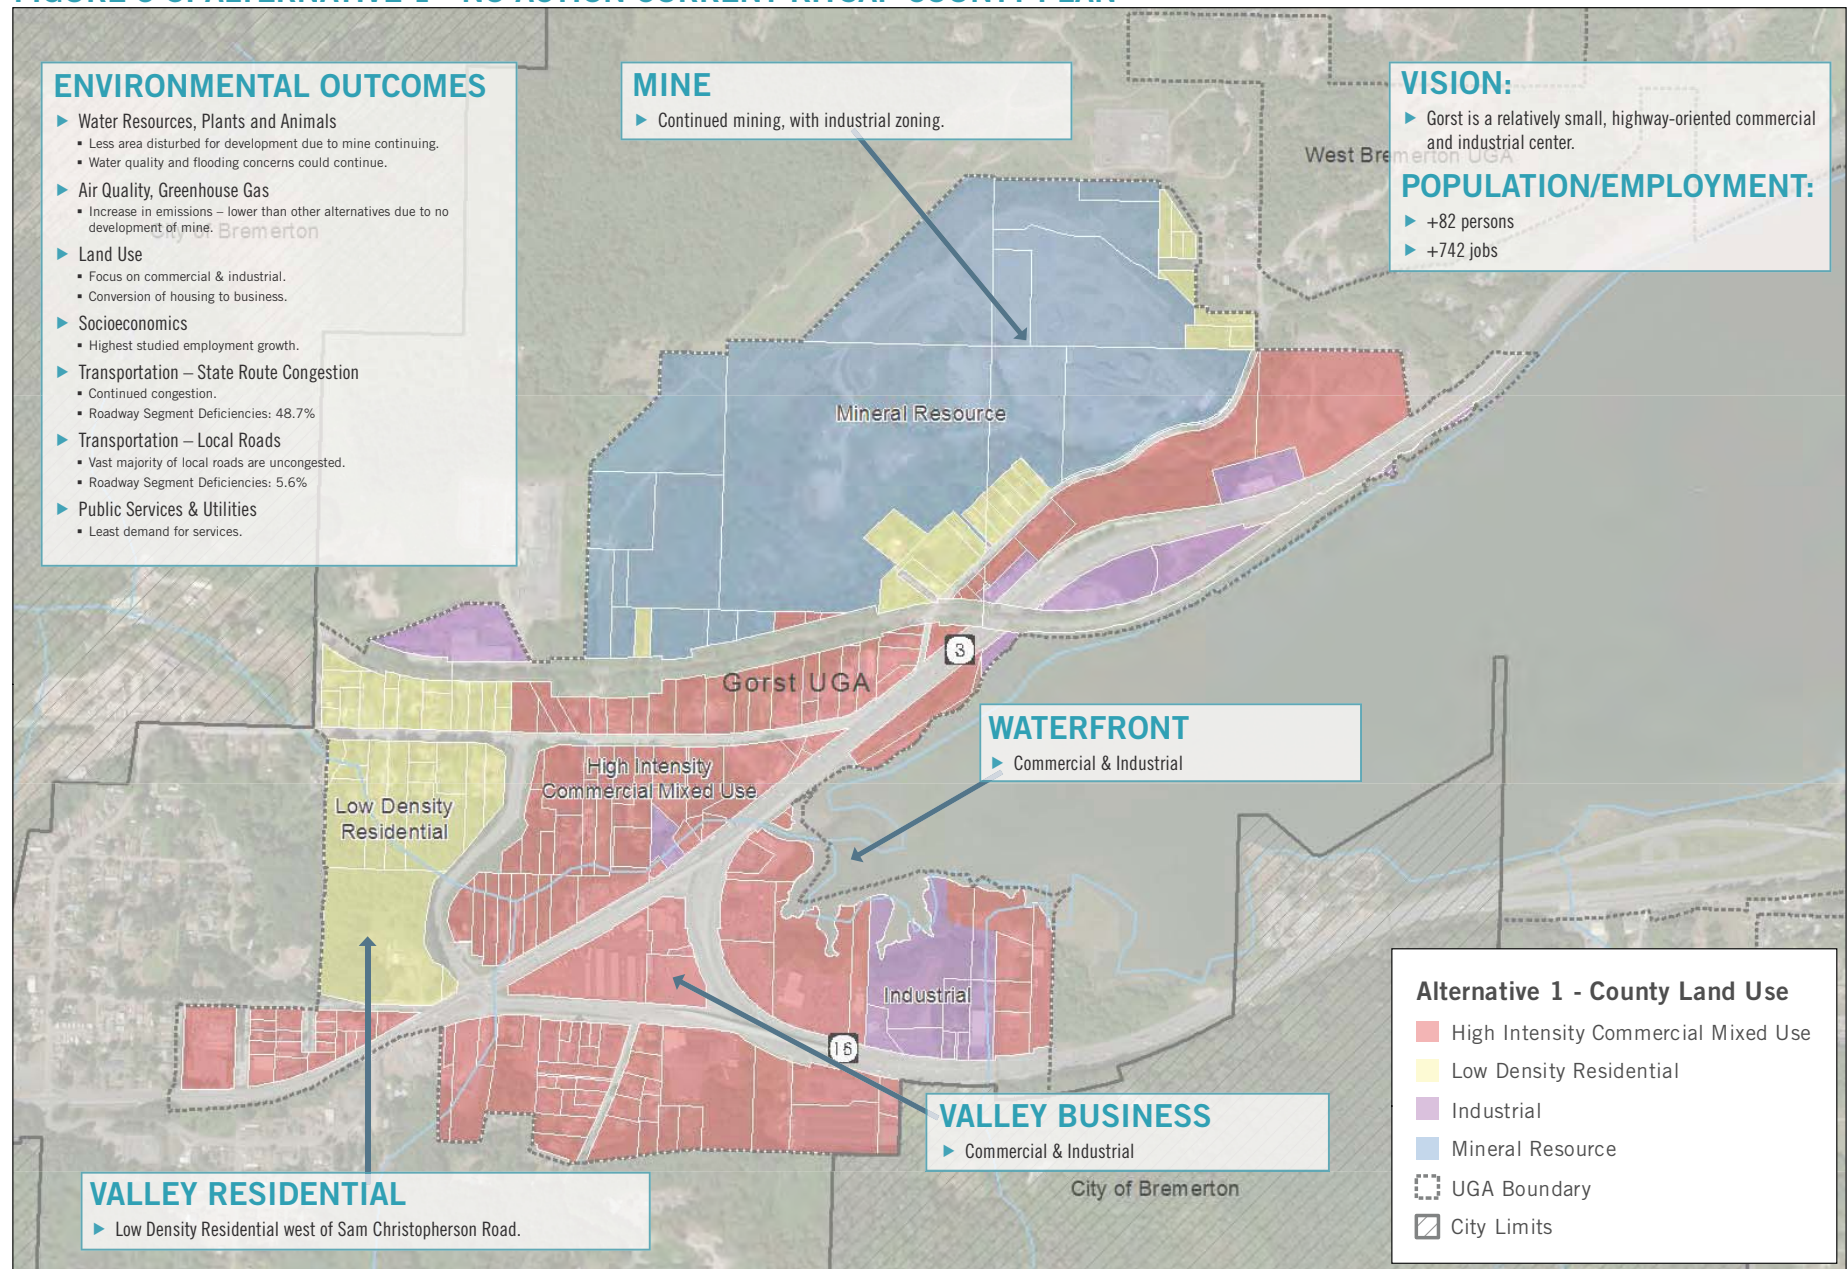 ENVIRONMENTAL OUTCOMES
▶ Water Resources, Plants and Animals
▪ Less area disturbed for development due to mine continuing.
▪ Water quality and flooding concerns could continue.
▶ Air Quality, Greenhouse Gas
▪ Increase in emissions – lower than other alternatives due to no
development of mine.
City of Bremerton
▶ Land Use
▪ Focus on commercial & industrial.
▪ Conversion of housing to business.
▶ Socioeconomics
▪ Highest studied employment growth.
▶ Transportation – State Route Congestion
▪ Continued congestion.
▪ Roadway Segment Deficiencies: 48.7%
▶ Transportation – Local Roads
▪ Vast majority of local roads are uncongested.
▪ Roadway Segment Deficiencies: 5.6%
▶ Public Services & Utilities
▪ Least demand for services.
MINE
▶ Continued mining, with industrial zoning.
VISION:
▶ Gorst is a relatively small, highway-oriented commercial
and industrial center.
West Bremerton UGA
POPULATION/EMPLOYMENT:
▶ +82 persons
▶ +742 jobs
Mineral Resource
3
Gorst UGA
WATERFRONT
▶ Commercial & Industrial
High Intensity
Commercial Mixed Use
Low Density
Residential
Industrial
16
VALLEY BUSINESS
▶ Commercial & Industrial
City of Bremerton
VALLEY RESIDENTIAL
▶ Low Density Residential west of Sam Christopherson Road.
Alternative 1 - County Land Use
High Intensity Commercial Mixed Use
Low Density Residential
Industrial
Mineral Resource
UGA Boundary
City Limits